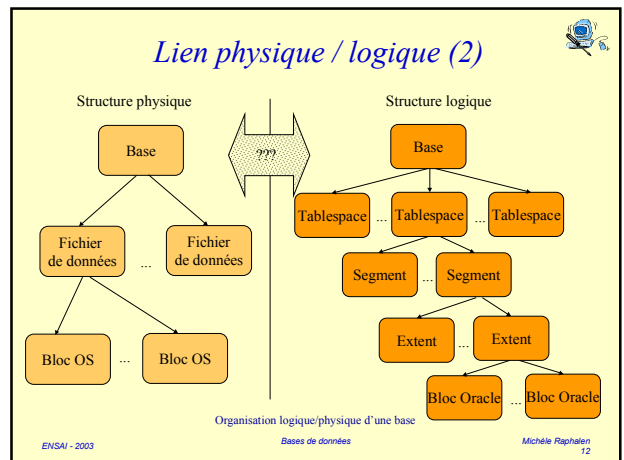 Lien physique / logique (2)
Structure physique
Structure logique
???
Base
Fichier
de données
...
Fichier
de données
Bloc OS
...
Bloc OS
Base
Tablespace
...
Tablespace
...
Tablespace
Segment
...
Segment
Extent
...
Extent
Bloc Oracle
...
Bloc Oracle
Organisation logique/physique d'une base
ENSAI - 2003
Bases de données
Michèle Raphalen
12